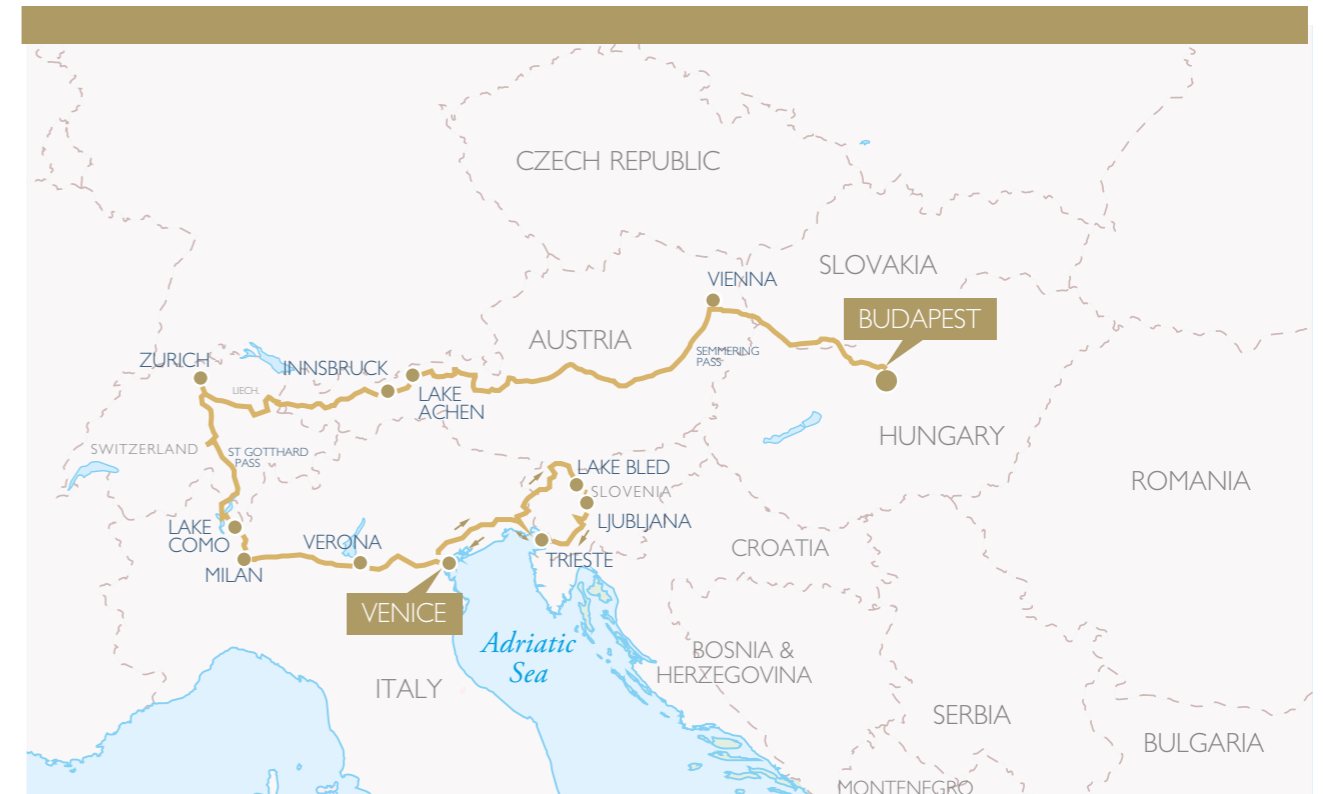 CZECH REPUBLIC
SLOVAKIA
VIENNA
BUDAPEST
AUSTRIA
SEMMERING
PASS
ZURICH
INNSBRUCK
LIECH.
LAKE
ACHEN
HUNGARY
SWITZERLAND
ST GOTTHARD
PASS
LAKE BLED
SLOVENIA
ROMANIA
LAKE
COMO
LJUBLJANA
VERONA
CROATIA
MILAN
TRIESTE
VENICE
Adriatic
Sea
BOSNIA &
HERZEGOVINA
ITALY
SERBIA
BULGARIA
MONTENEGRO